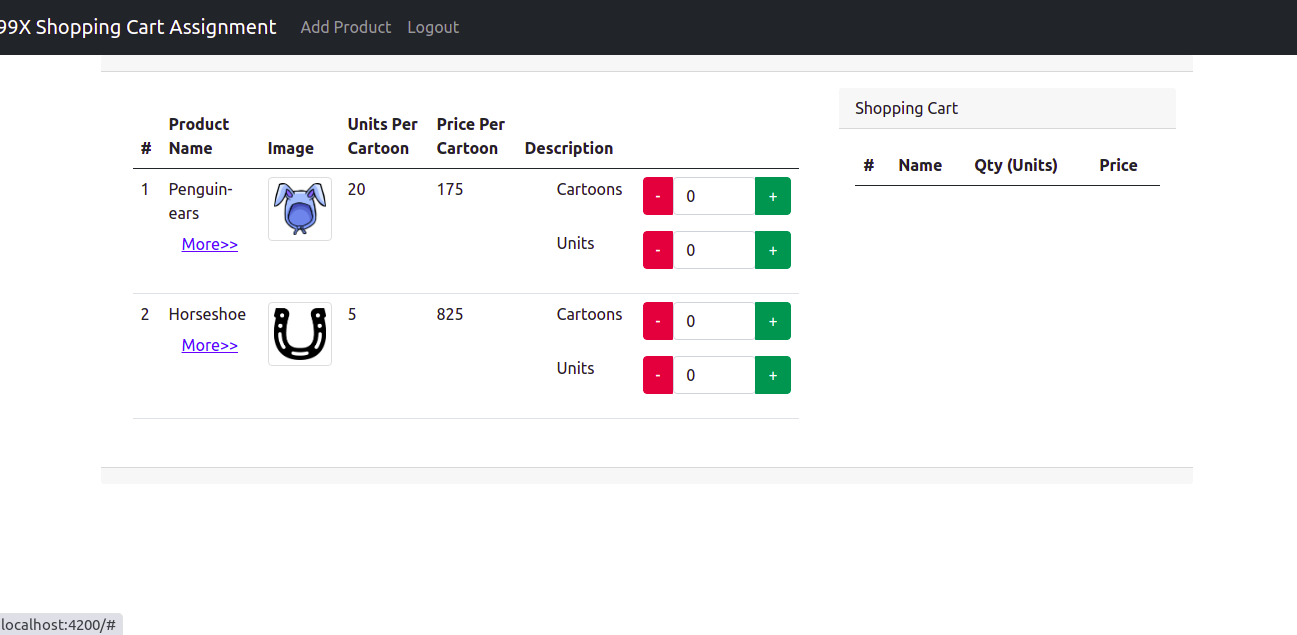 99X Shopping Cart Assignment Add Product Logout
Shopping Cart
Product Units Per Price Per
# Name Image Cartoon Cartoon Description
# Name Qty (Units) Price
1 Penguin- 20 175 Cartoons - 0 +
ears
More>> Units - 0 +
2 Horseshoe 5 825 Cartoons - 0 +
More>>
Units - 0 +
localhost:4200/#